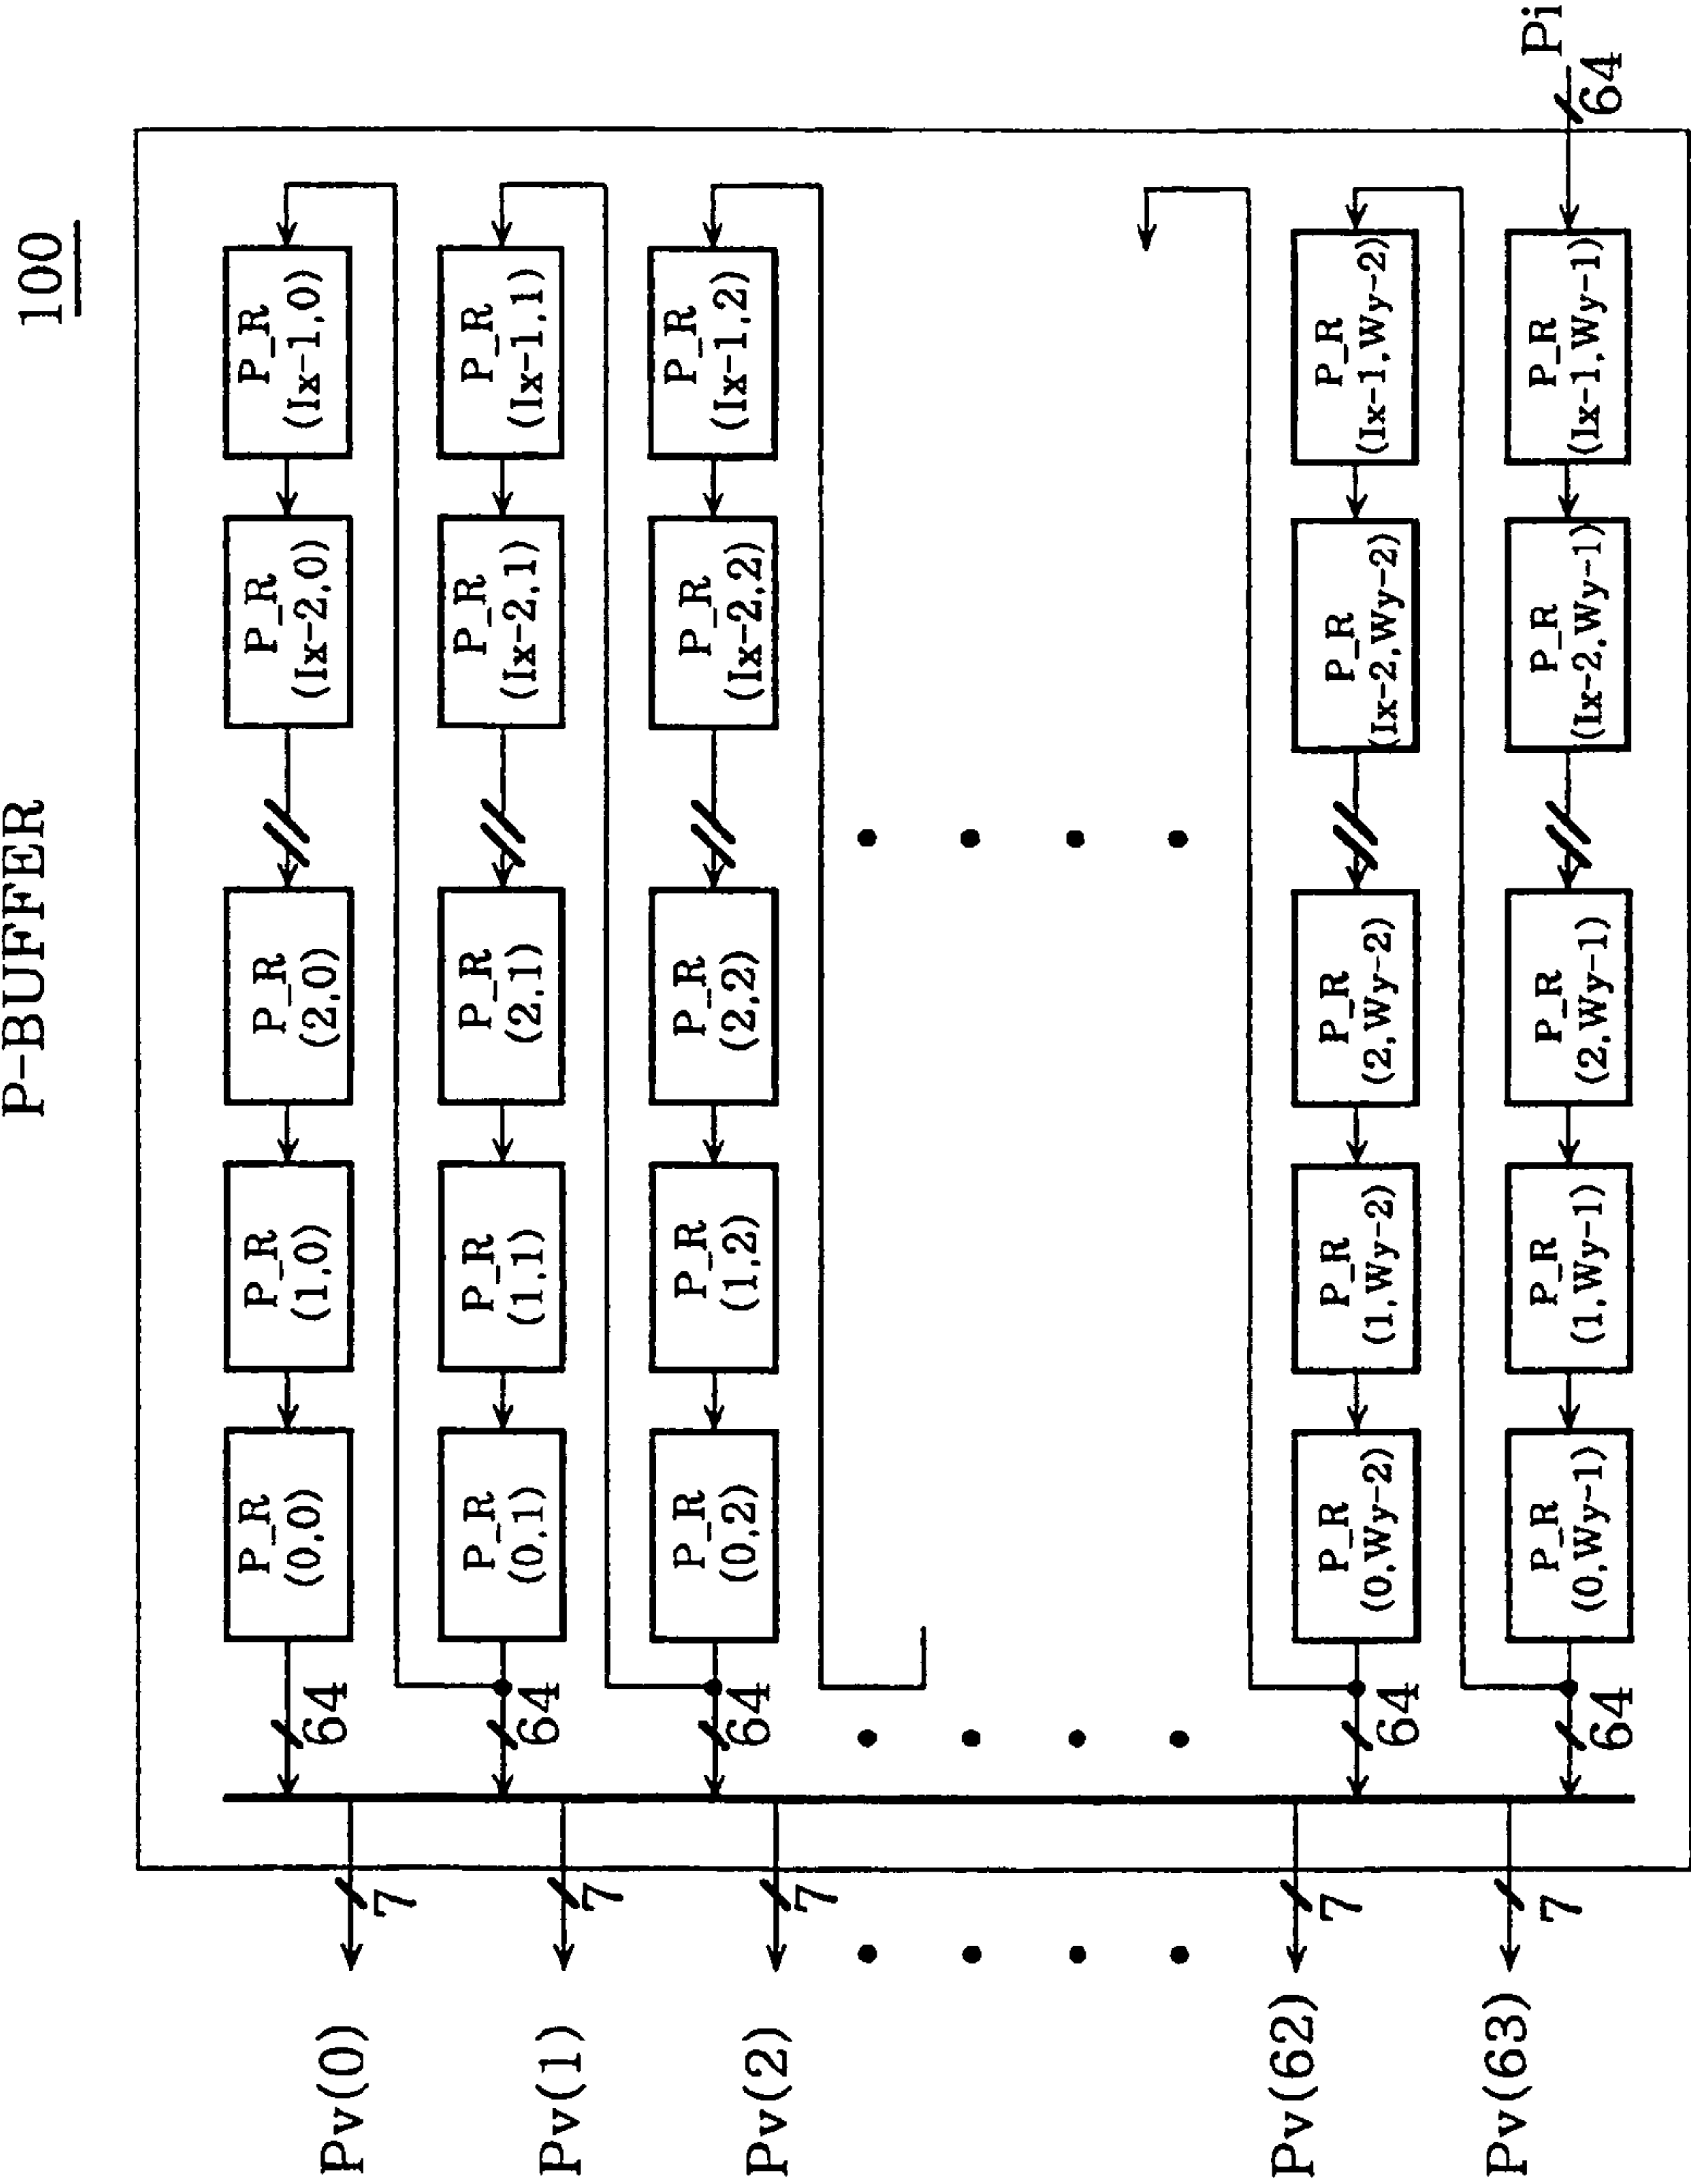 P-BUFFER
100
P_R
(0,0)
P_R
(1,0)
P_R
(2,0)
P_R
(Ix-2,0)
P_R
(Ix-1,0)
64
7
Pv(0)
P_R
(0,1)
P_R
(1,1)
P_R
(2,1)
P_R
(Ix-2,1)
P_R
(Ix-1,1)
64
7
Pv(1)
P_R
(0,2)
P_R
(1,2)
P_R
(2,2)
P_R
(Ix-2,2)
P_R
(Ix-1,2)
64
7
Pv(2)
P_R
(0,Wy-2)
P_R
(1,Wy-2)
P_R
(2,Wy-2)
P_R
(Ix-2,Wy-2)
P_R
(Ix-1,Wy-2)
64
7
Pv(62)
P_R
(0,Wy-1)
P_R
(1,Wy-1)
P_R
(2,Wy-1)
P_R
(Ix-2,Wy-1)
P_R
(Ix-1,Wy-1)
64
7
Pv(63)
Pi
64